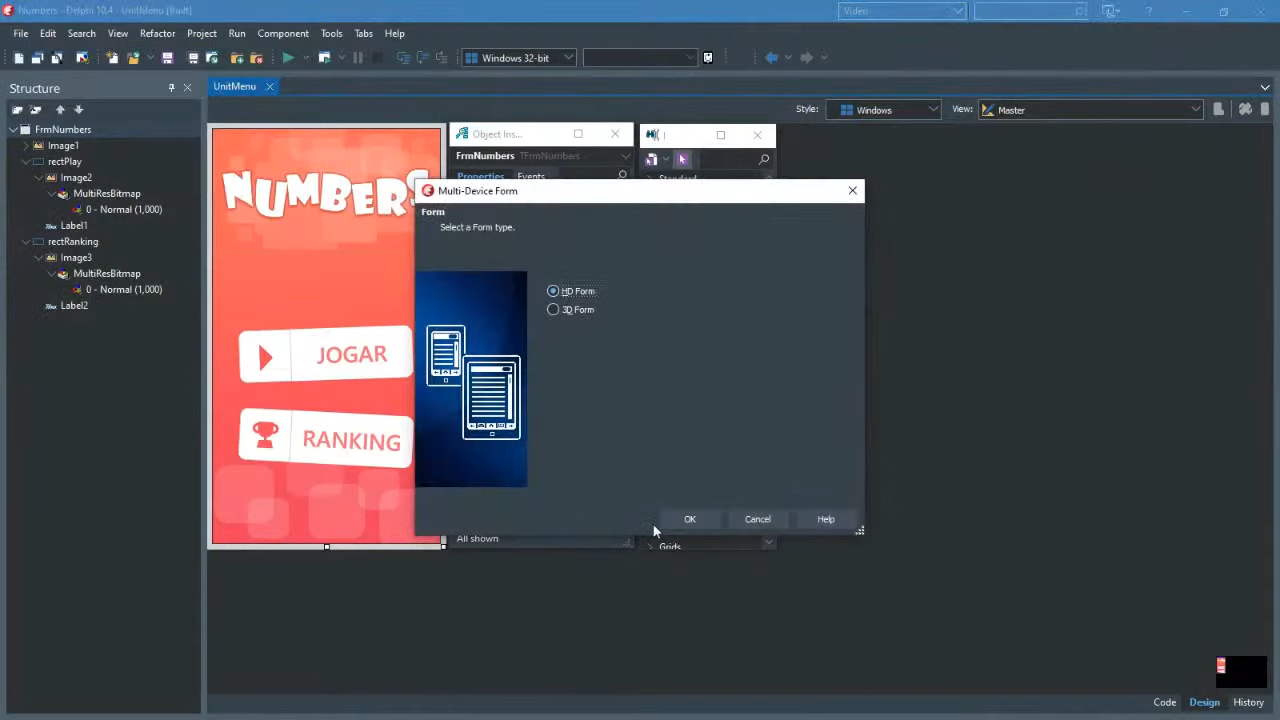 Numbers - Delphi 10.4 - UnitMenu [Built]
Video
File Edit Search View Refactor Project Run Component Tools Tabs Help
Windows 32-bit
Structure
UnitMenu
Style: Windows View: Master
FrmNumbers
Image1
rectPlay
Image2
MultiResBitmap
0 - Normal (1,000)
Label1
rectRanking
Image3
MultiResBitmap
0 - Normal (1,000)
Label2
NUMBERS
JOGAR
RANKING
Object Ins...
FrmNumbers TFrmNumbers
Properties Events
Standard
All shown
Grids
Multi-Device Form
Form
Select a Form type.
HD Form
3D Form
OK Cancel Help
Code Design History